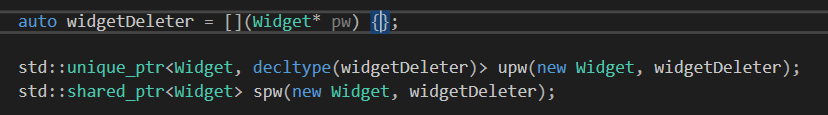 auto widgetDeleter = [](Widget* pw) {};
std::unique_ptr<Widget, decltype(widgetDeleter)> upw(new Widget, widgetDeleter);
std::shared_ptr<Widget> spw(new Widget, widgetDeleter);